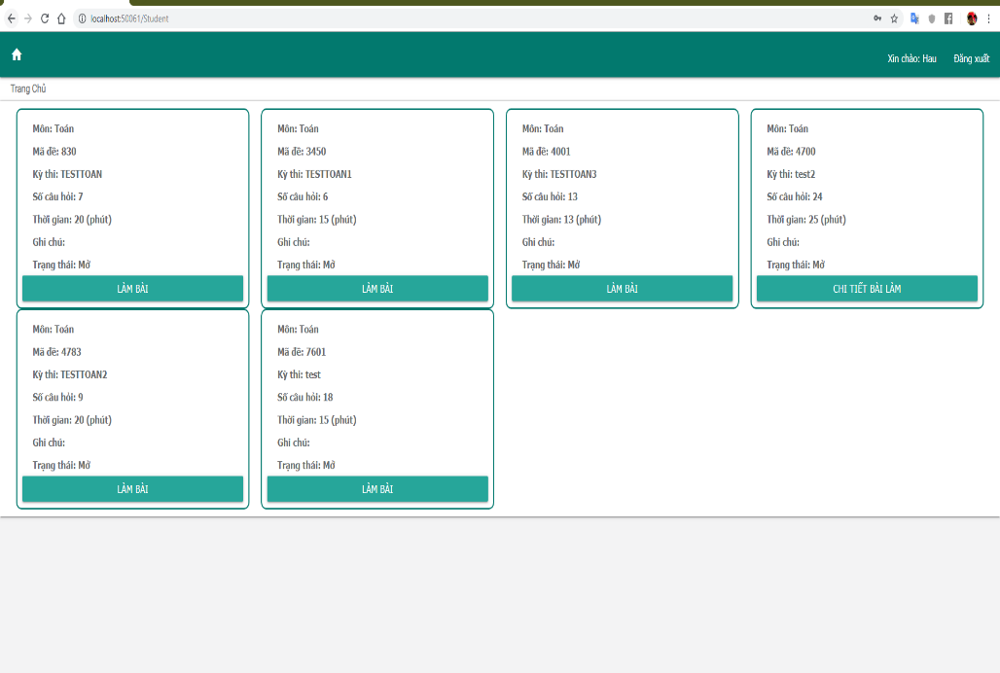 localhost:50061/Student
Xin chào: Hau
Đăng xuất
Trang Chủ
Môn: Toán
Mã đề: 830
Kỳ thi: TESTTOAN
Số câu hỏi: 7
Thời gian: 20 (phút)
Ghi chú:
Trạng thái: Mở
LÀM BÀI
Môn: Toán
Mã đề: 3450
Kỳ thi: TESTTOAN1
Số câu hỏi: 6
Thời gian: 15 (phút)
Ghi chú:
Trạng thái: Mở
LÀM BÀI
Môn: Toán
Mã đề: 4001
Kỳ thi: TESTTOAN3
Số câu hỏi: 13
Thời gian: 13 (phút)
Ghi chú:
Trạng thái: Mở
LÀM BÀI
Môn: Toán
Mã đề: 4700
Kỳ thi: test2
Số câu hỏi: 24
Thời gian: 25 (phút)
Ghi chú:
Trạng thái: Mở
CHI TIẾT BÀI LÀM
Môn: Toán
Mã đề: 4783
Kỳ thi: TESTTOAN2
Số câu hỏi: 9
Thời gian: 20 (phút)
Ghi chú:
Trạng thái: Mở
LÀM BÀI
Môn: Toán
Mã đề: 7601
Kỳ thi: test
Số câu hỏi: 18
Thời gian: 15 (phút)
Ghi chú:
Trạng thái: Mở
LÀM BÀI